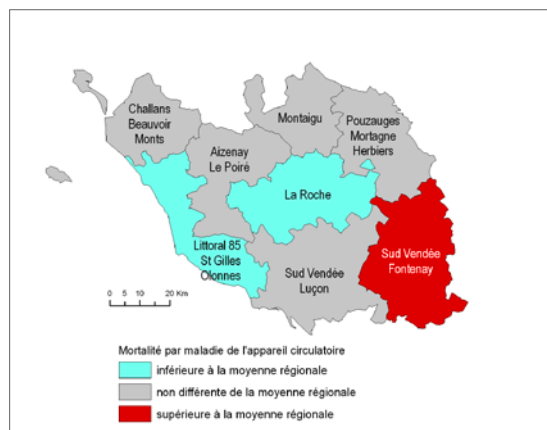 Challans
Beauvoir
Monts
Montaigu
Pouzauges
Mortagne
Herbiers
Aizenay
Le Poiré
La Roche
Littoral 85
St Gilles
Olonnes
Sud Vendée
Luçon
Sud Vendée
Fontenay
0 5 10 20 Km
Mortalité par maladie de l'appareil circulatoire
inférieure à la moyenne régionale
non différente de la moyenne régionale
supérieure à la moyenne régionale